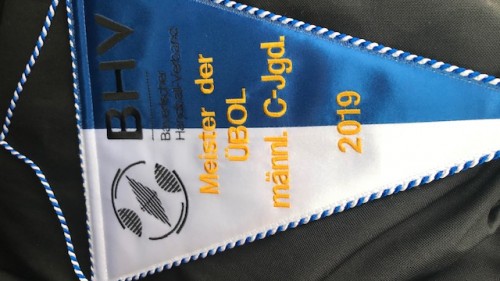 BHV
Bayerischer
Handball-Verband
Meister der
ÜBOL
männl. C-Jgd.
2019